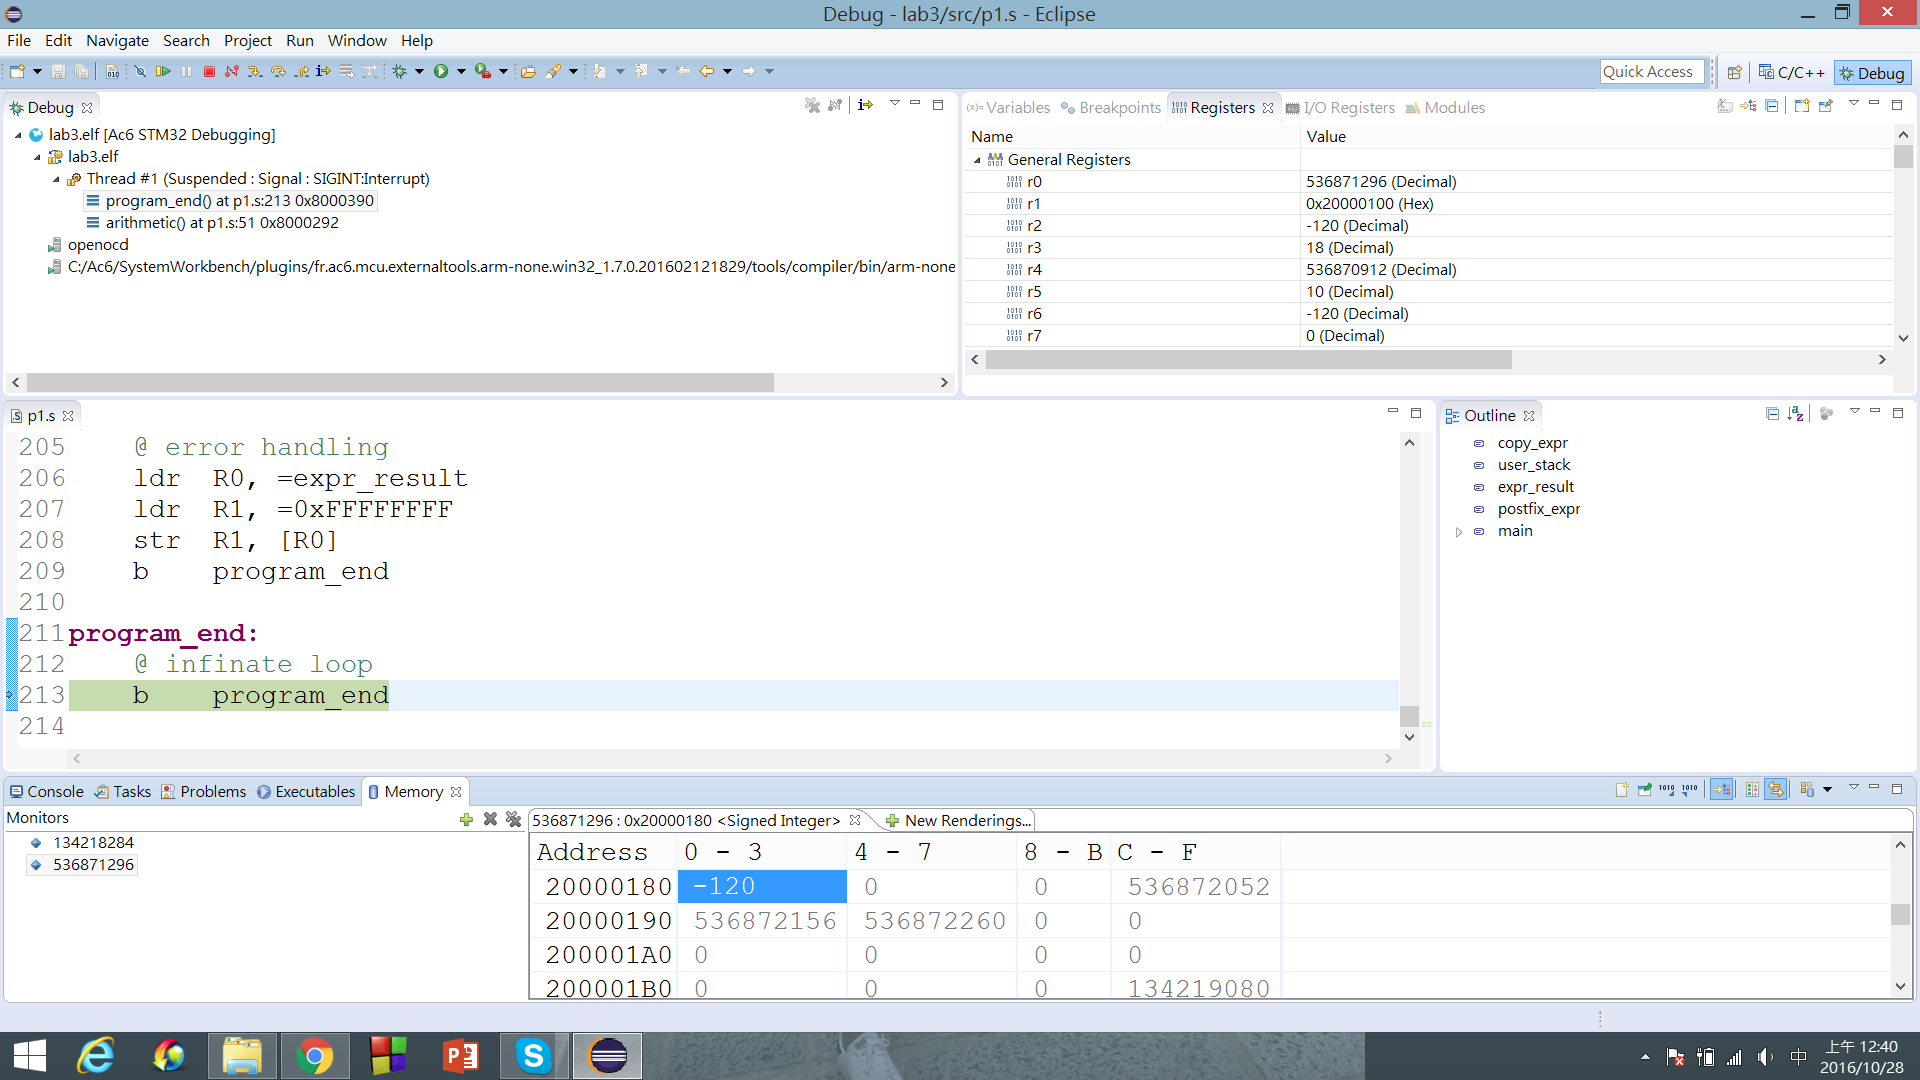 Debug - lab3/src/p1.s - Eclipse
File Edit Navigate Search Project Run Window Help
Quick Access C/C++ Debug
Debug
lab3.elf [Ac6 STM32 Debugging]
lab3.elf
Thread #1 (Suspended : Signal : SIGINT:Interrupt)
program_end() at p1.s:213 0x8000390
arithmetic() at p1.s:51 0x8000292
openocd
C:/Ac6/SystemWorkbench/plugins/fr.ac6.mcu.externaltools.arm-none.win32_1.7.0.201602121829/tools/compiler/bin/arm-none
Variables Breakpoints Registers I/O Registers Modules
Name Value
General Registers
r0 536871296 (Decimal)
r1 0x20000100 (Hex)
r2 -120 (Decimal)
r3 18 (Decimal)
r4 536870912 (Decimal)
r5 10 (Decimal)
r6 -120 (Decimal)
r7 0 (Decimal)
p1.s
205 @ error handling
206 ldr R0, =expr_result
207 ldr R1, =0xFFFFFFFF
208 str R1, [R0]
209 b program_end
210
211 program_end:
212 @ infinate loop
213 b program_end
214
Outline
copy_expr
user_stack
expr_result
postfix_expr
main
Console Tasks Problems Executables Memory
Monitors
134218284
536871296
536871296 : 0x20000180 <Signed Integer> New Renderings...
Address 0 - 3 4 - 7 8 - B C - F
20000180 -120 0 0 536872052
20000190 536872156 536872260 0 0
200001A0 0 0 0 0
200001B0 0 0 0 134219080
中
上午 12:40
2016/10/28